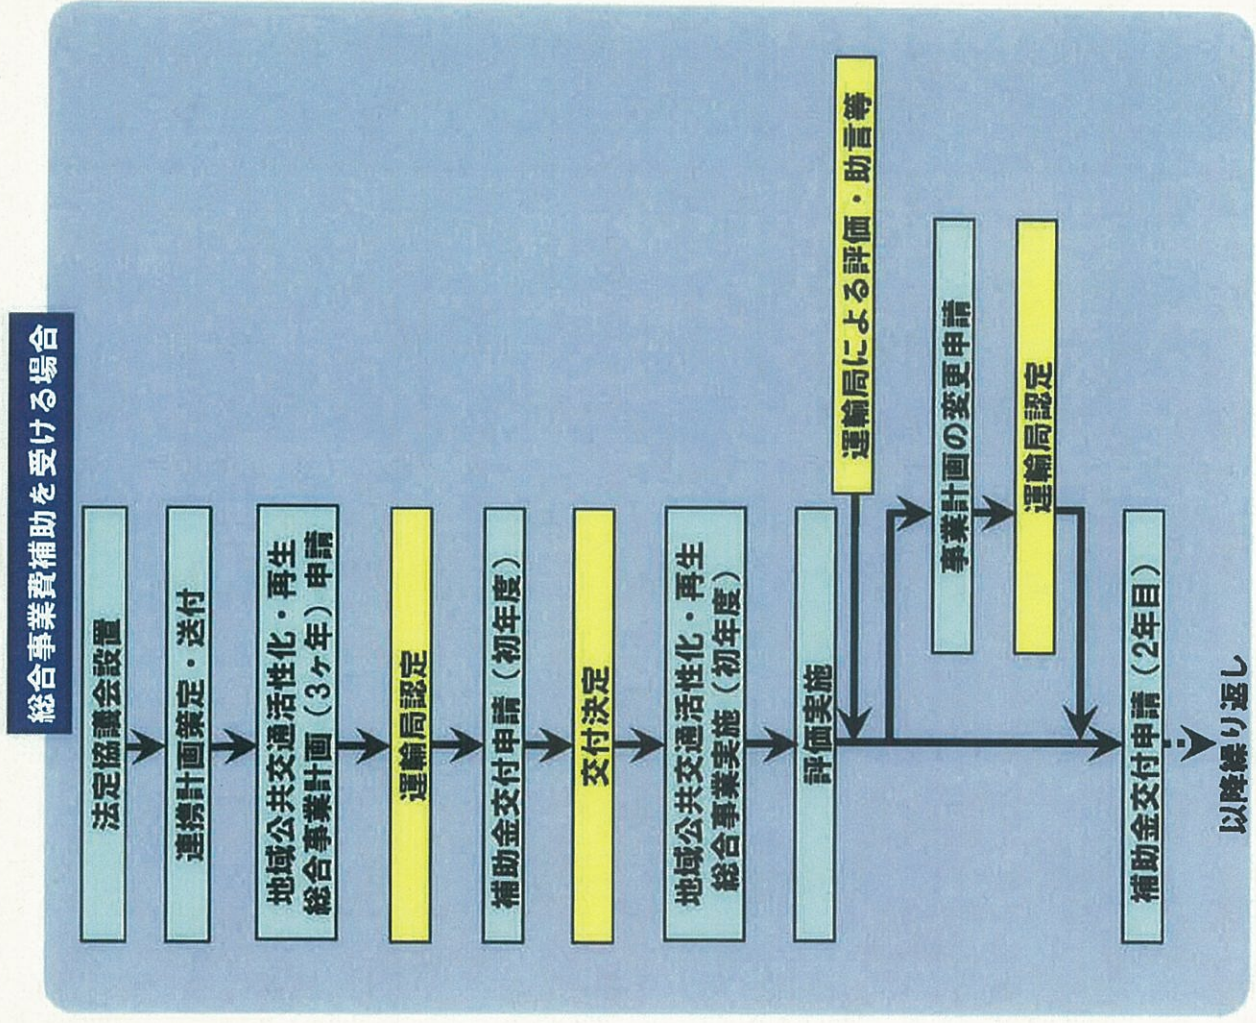 総合事業費補助を受ける場合
法定協議会設置
連携計画策定・送付
地域公共交通活性化・再生
総合事業計画（3ヶ年）申請
運輸局認定
補助金交付申請（初年度）
交付決定
地域公共交通活性化・再生
総合事業実施（初年度）
評価実施
運輸局による評価・助言等
事業計画の変更申請
運輸局認定
補助金交付申請（2年目）
以降繰り返し